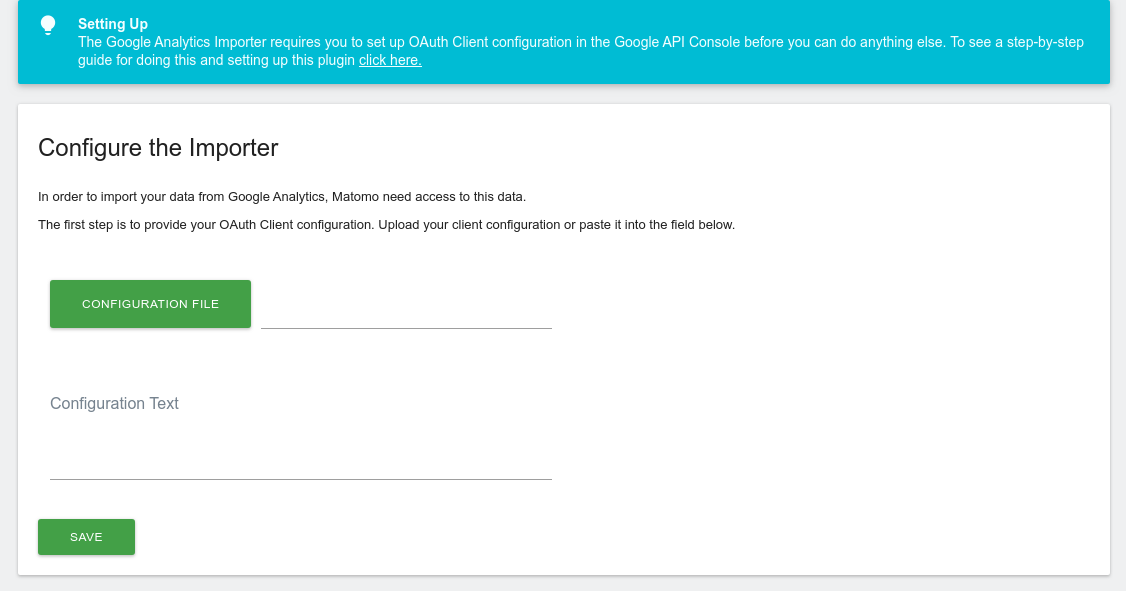 Setting Up
The Google Analytics Importer requires you to set up OAuth Client configuration in the Google API Console before you can do anything else. To see a step-by-step
guide for doing this and setting up this plugin click here.
Configure the Importer
In order to import your data from Google Analytics, Matomo need access to this data.
The first step is to provide your OAuth Client configuration. Upload your client configuration or paste it into the field below.
CONFIGURATION FILE
Configuration Text
SAVE